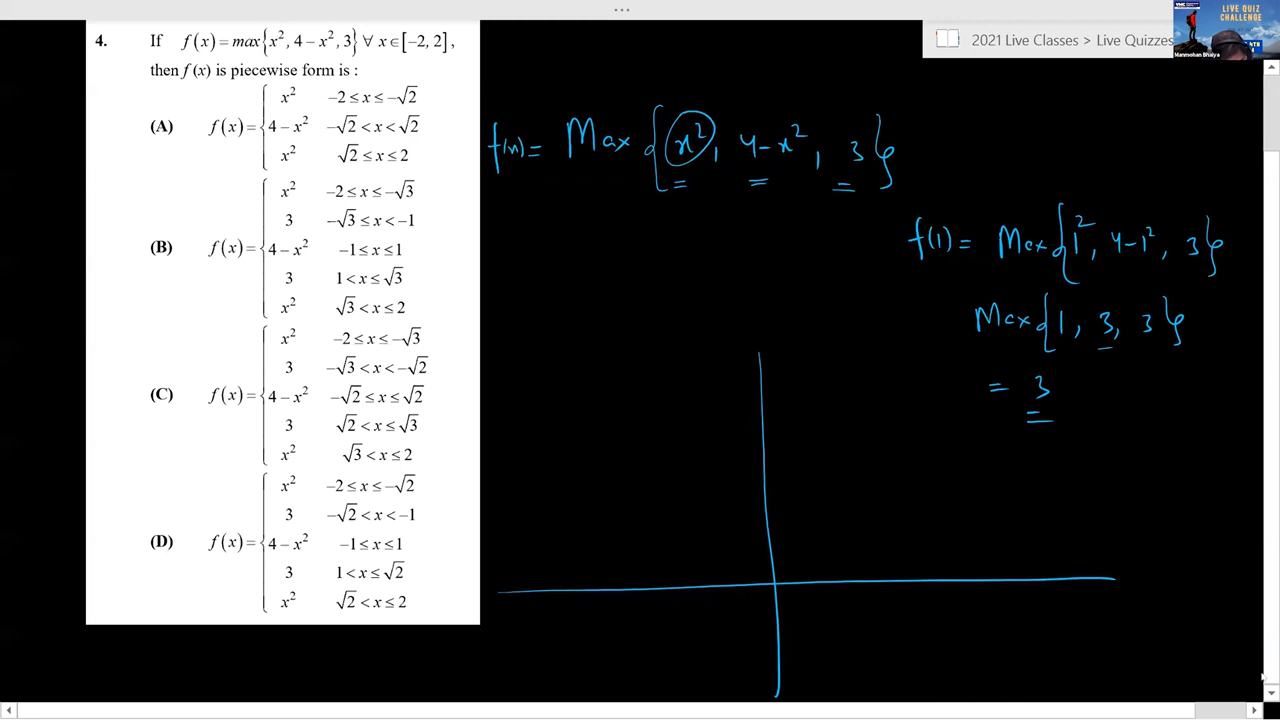 •••
YMC
LIVE QUIZ
CHALLENGE
Manmohan Bhaiya
2021 Live Classes > Live Quizzes
4. If f(x) = max{x², 4 − x², 3} ∀ x ∈ [−2, 2],
then f(x) is piecewise form is :
(A) f(x) = { x² −2 ≤ x ≤ −√2
4 − x² −√2 < x < √2
x² √2 ≤ x ≤ 2
(B) f(x) = { x² −2 ≤ x ≤ −√3
3 −√3 ≤ x < −1
4 − x² −1 ≤ x ≤ 1
3 1 < x ≤ √3
x² √3 < x ≤ 2
(C) f(x) = { x² −2 ≤ x ≤ −√3
3 −√3 < x < −√2
4 − x² −√2 ≤ x ≤ √2
3 √2 < x ≤ √3
x² √3 < x ≤ 2
(D) f(x) = { x² −2 ≤ x ≤ −√2
3 −√2 < x < −1
4 − x² −1 ≤ x ≤ 1
3 1 < x ≤ √2
x² √2 < x ≤ 2
f(x) = Max { x², 4 − x², 3 }
f(1) = Max { 1², 4 − 1², 3 }
Max { 1, 3, 3 }
= 3